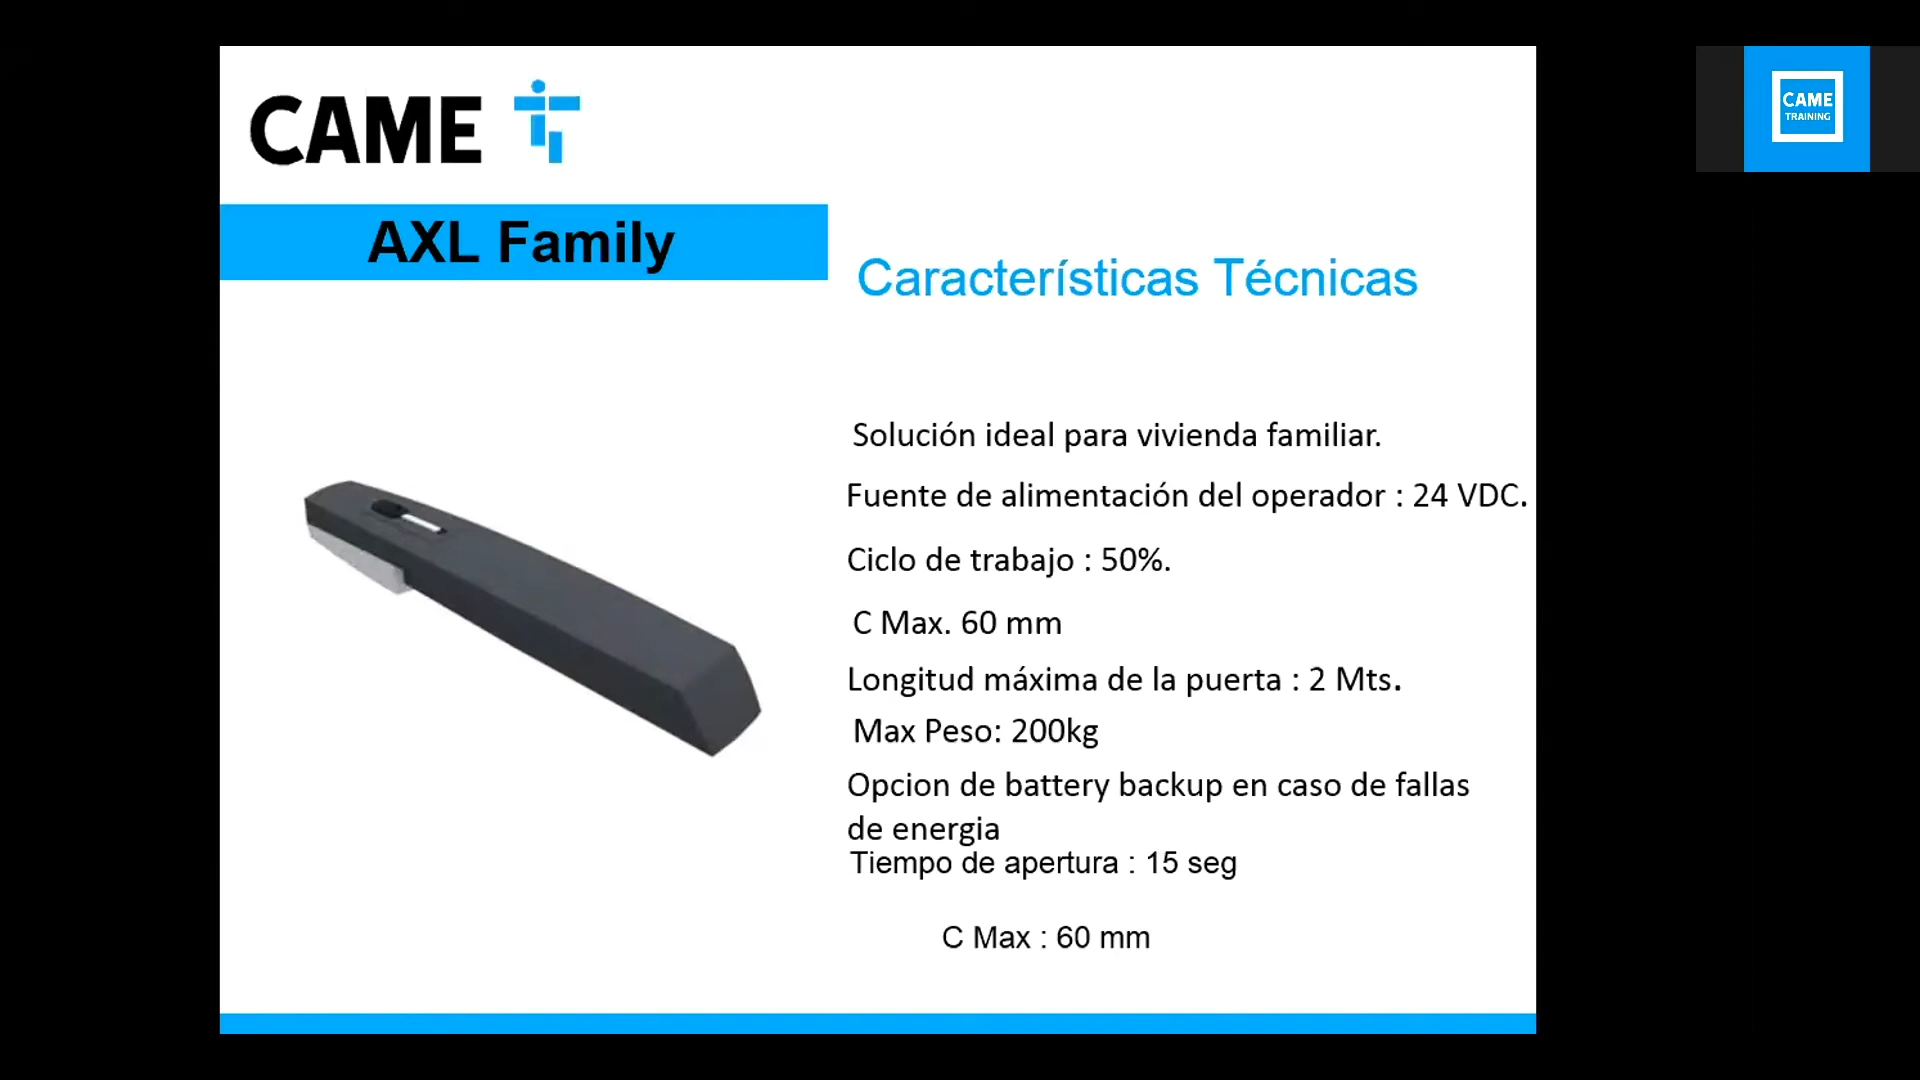 CAME
CAME
TRAINING
AXL Family
Características Técnicas
Solución ideal para vivienda familiar.
Fuente de alimentación del operador : 24 VDC.
Ciclo de trabajo : 50%.
C Max. 60 mm
Longitud máxima de la puerta : 2 Mts.
Max Peso: 200kg
Opcion de battery backup en caso de fallas
de energia
Tiempo de apertura : 15 seg
C Max : 60 mm